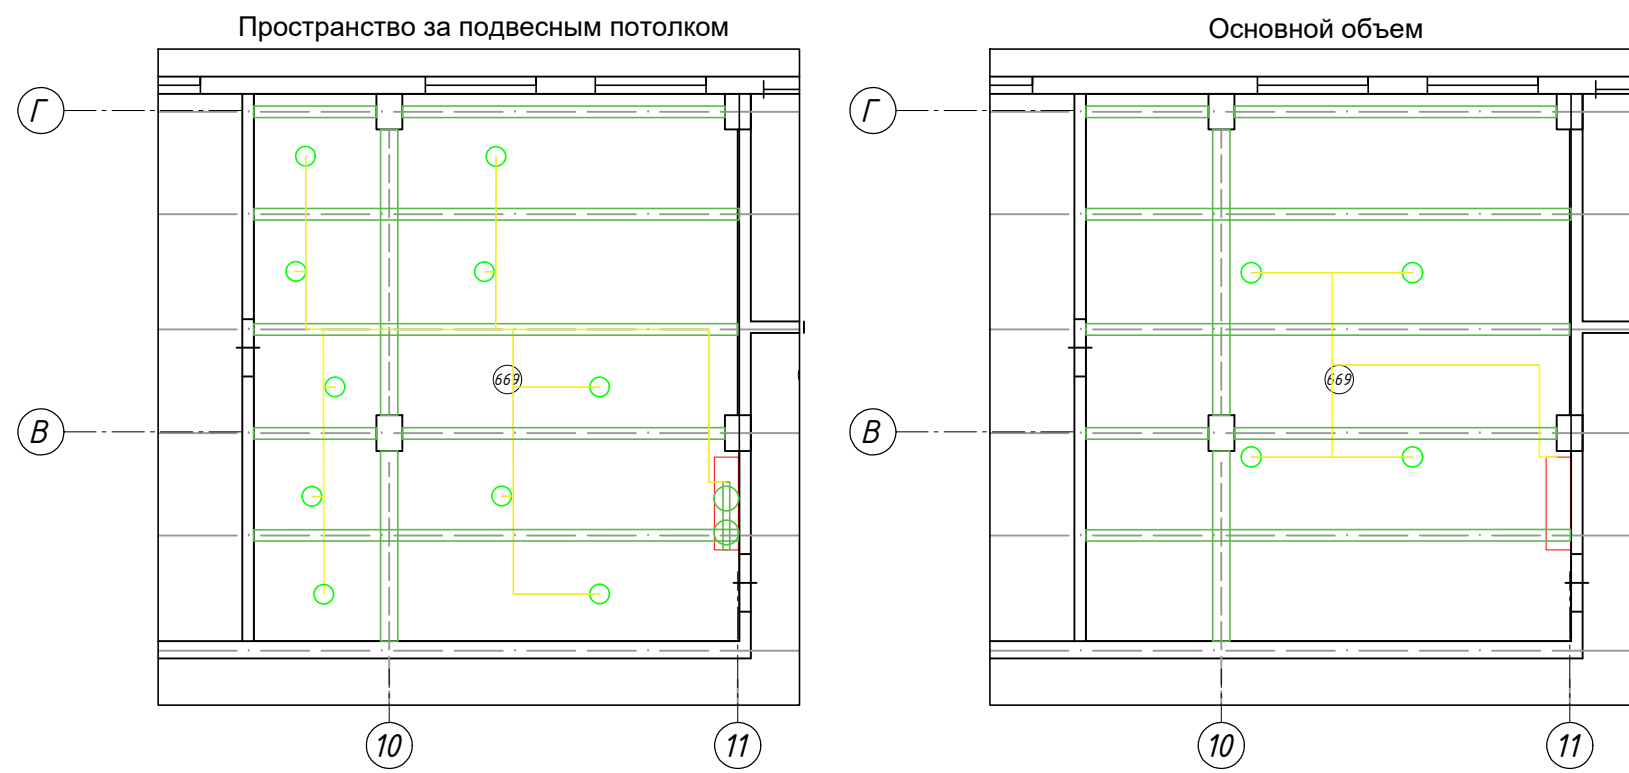 Пространство за подвесным потолком
Основной объем
Г
Г
669
669
В
В
10
11
10
11